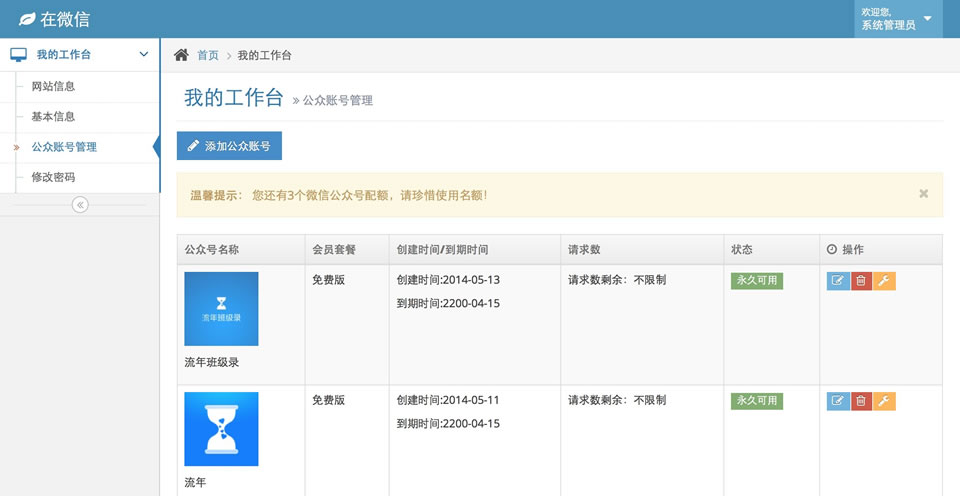 在微信
欢迎您,
系统管理员
我的工作台
网站信息
基本信息
公众账号管理
修改密码
首页 > 我的工作台
我的工作台 » 公众账号管理
添加公众账号
温馨提示： 您还有3个微信公众号配额，请珍惜使用名额！
公众号名称 会员套餐 创建时间/到期时间 请求数 状态 操作
流年班级录
流年班级录
免费版
创建时间:2014-05-13
到期时间:2200-04-15
请求数剩余：不限制
永久可用
流年
免费版
创建时间:2014-05-11
到期时间:2200-04-15
请求数剩余：不限制
永久可用